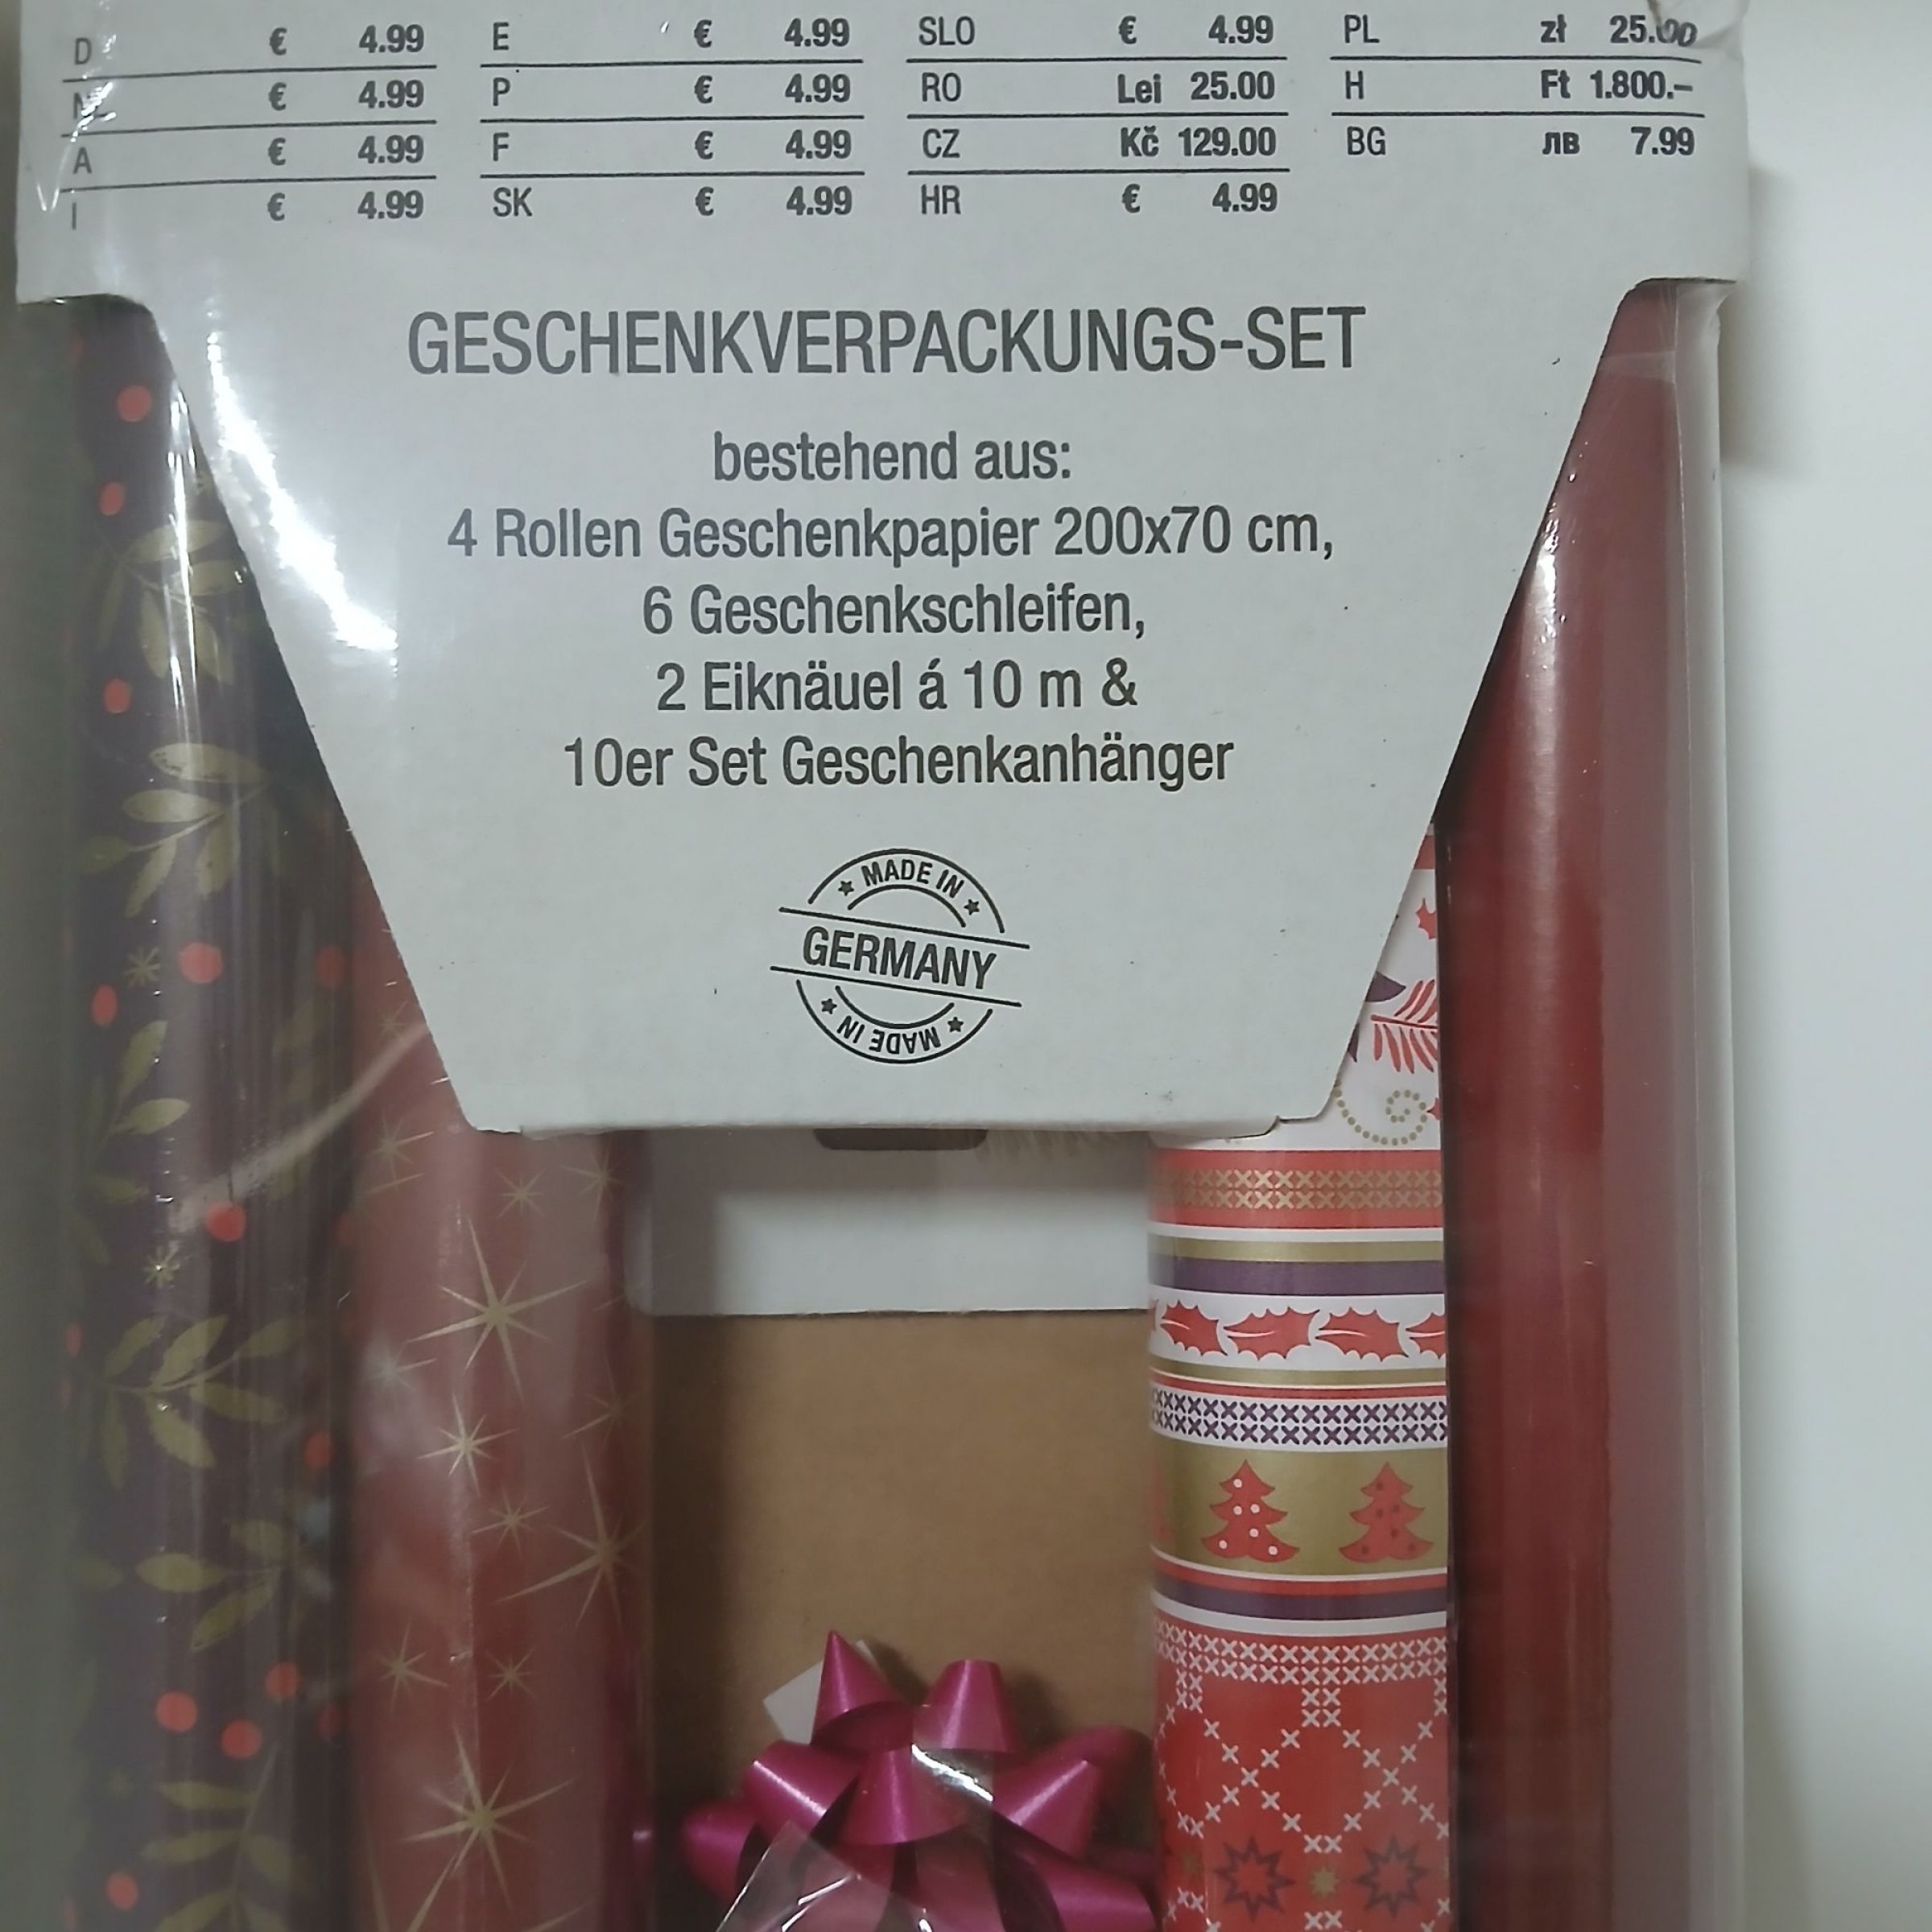 D € 4.99 E € 4.99 SLO € 4.99 PL zł 25.00
NL € 4.99 P € 4.99 RO Lei 25.00 H Ft 1.800.–
A € 4.99 F € 4.99 CZ Kč 129.00 BG лв 7.99
I € 4.99 SK € 4.99 HR € 4.99
GESCHENKVERPACKUNGS-SET
bestehend aus:
4 Rollen Geschenkpapier 200x70 cm,
6 Geschenkschleifen,
2 Eiknäuel á 10 m &
10er Set Geschenkanhänger
MADE IN
GERMANY
MADE IN